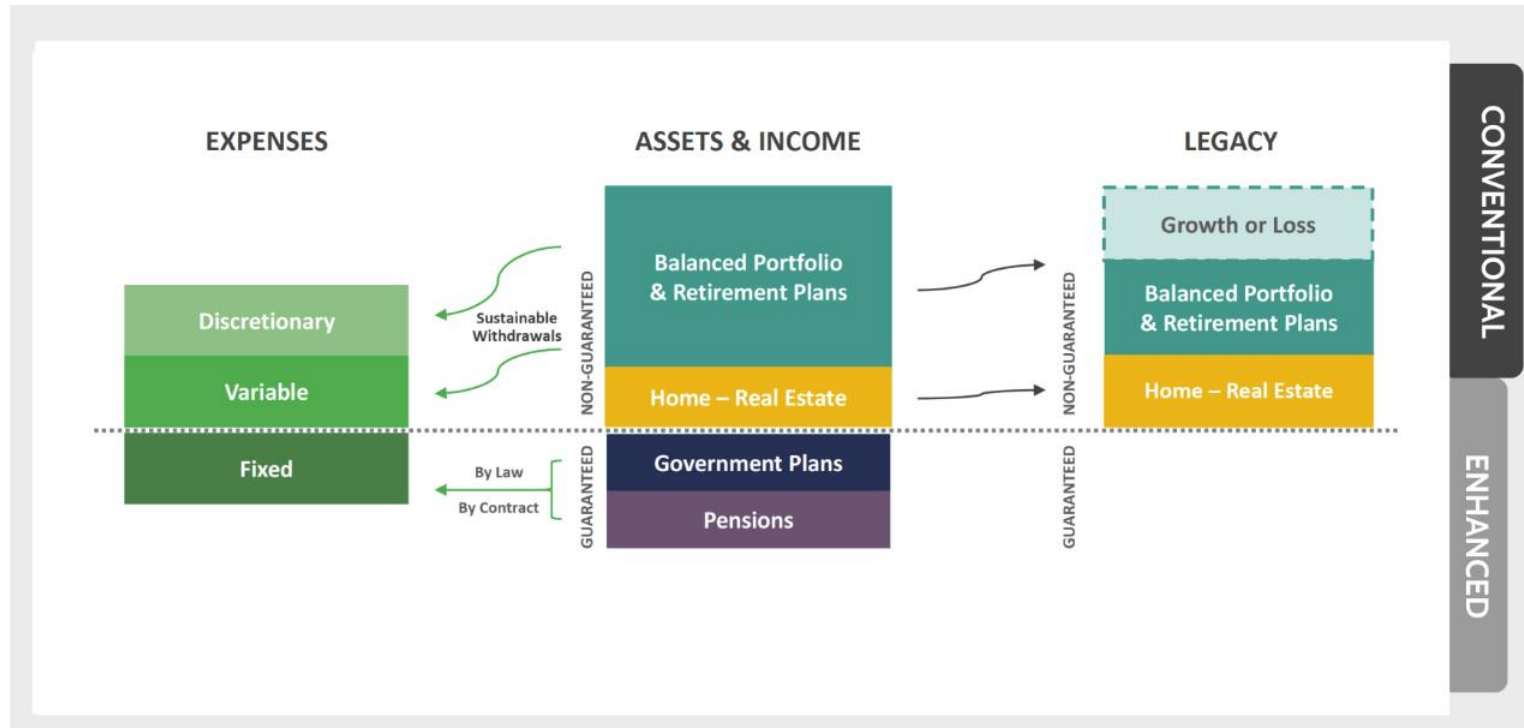 EXPENSES
ASSETS & INCOME
LEGACY
Discretionary
Variable
Fixed
Sustainable
Withdrawals
By Law
By Contract
NON-GUARANTEED
GUARANTEED
Balanced Portfolio
& Retirement Plans
Home – Real Estate
Government Plans
Pensions
NON-GUARANTEED
GUARANTEED
Growth or Loss
Balanced Portfolio
& Retirement Plans
Home – Real Estate
CONVENTIONAL
ENHANCED